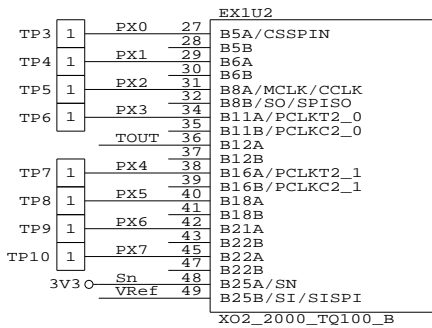 EX1U2
TP3 1 PX0 27 B5A/CSSPIN
28 B5B
TP4 1 PX1 29 B6A
30 B6B
TP5 1 PX2 31 B8A/MCLK/CCLK
32 B8B/SO/SPISO
TP6 1 PX3 34 B11A/PCLKT2_0
35 B11B/PCLKC2_0
TOUT 36 B12A
37 B12B
TP7 1 PX4 38 B16A/PCLKT2_1
39 B16B/PCLKC2_1
TP8 1 PX5 40 B18A
41 B18B
TP9 1 PX6 42 B21A
43 B22B
TP10 1 PX7 45 B22A
47 B22B
3V3 Sn 48 B25A/SN
VRef 49 B25B/SI/SISPI
XO2_2000_TQ100_B